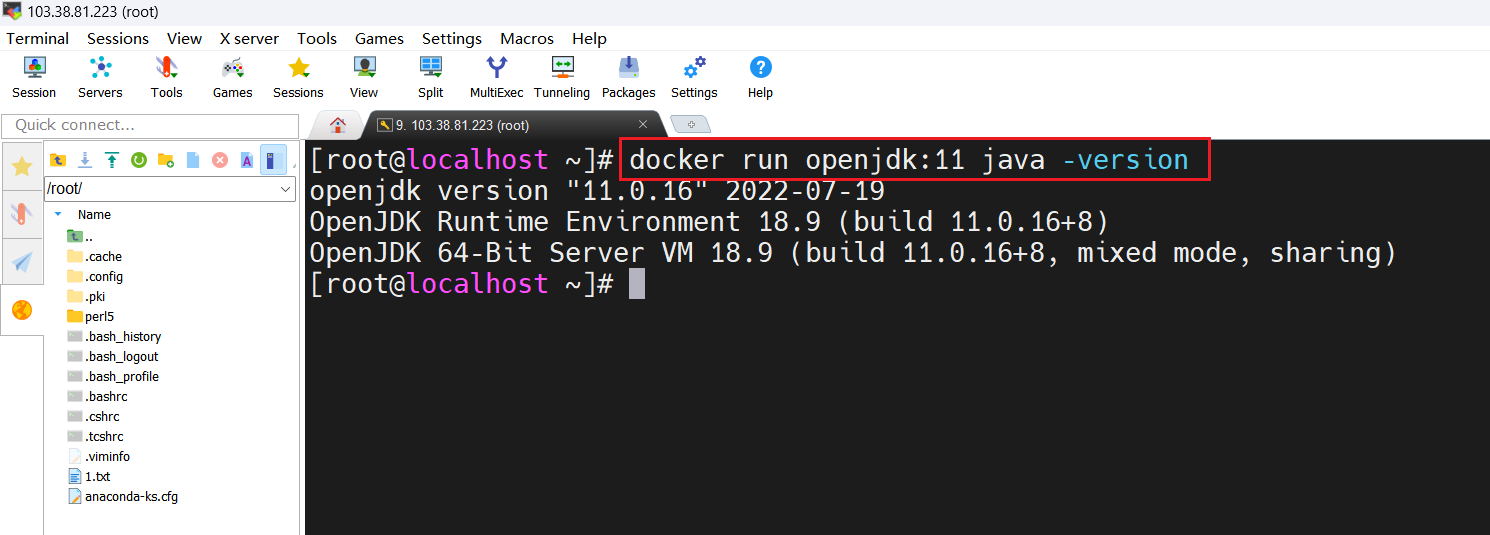 103.38.81.223 (root)
Terminal Sessions View X server Tools Games Settings Macros Help
Session Servers Tools Games Sessions View Split MultiExec Tunneling Packages Settings Help
Quick connect...
9. 103.38.81.223 (root)
/root/
Name
..
.cache
.config
.pki
perl5
.bash_history
.bash_logout
.bash_profile
.bashrc
.cshrc
.tcshrc
.viminfo
1.txt
anaconda-ks.cfg
[root@localhost ~]# docker run openjdk:11 java -version
openjdk version "11.0.16" 2022-07-19
OpenJDK Runtime Environment 18.9 (build 11.0.16+8)
OpenJDK 64-Bit Server VM 18.9 (build 11.0.16+8, mixed mode, sharing)
[root@localhost ~]#